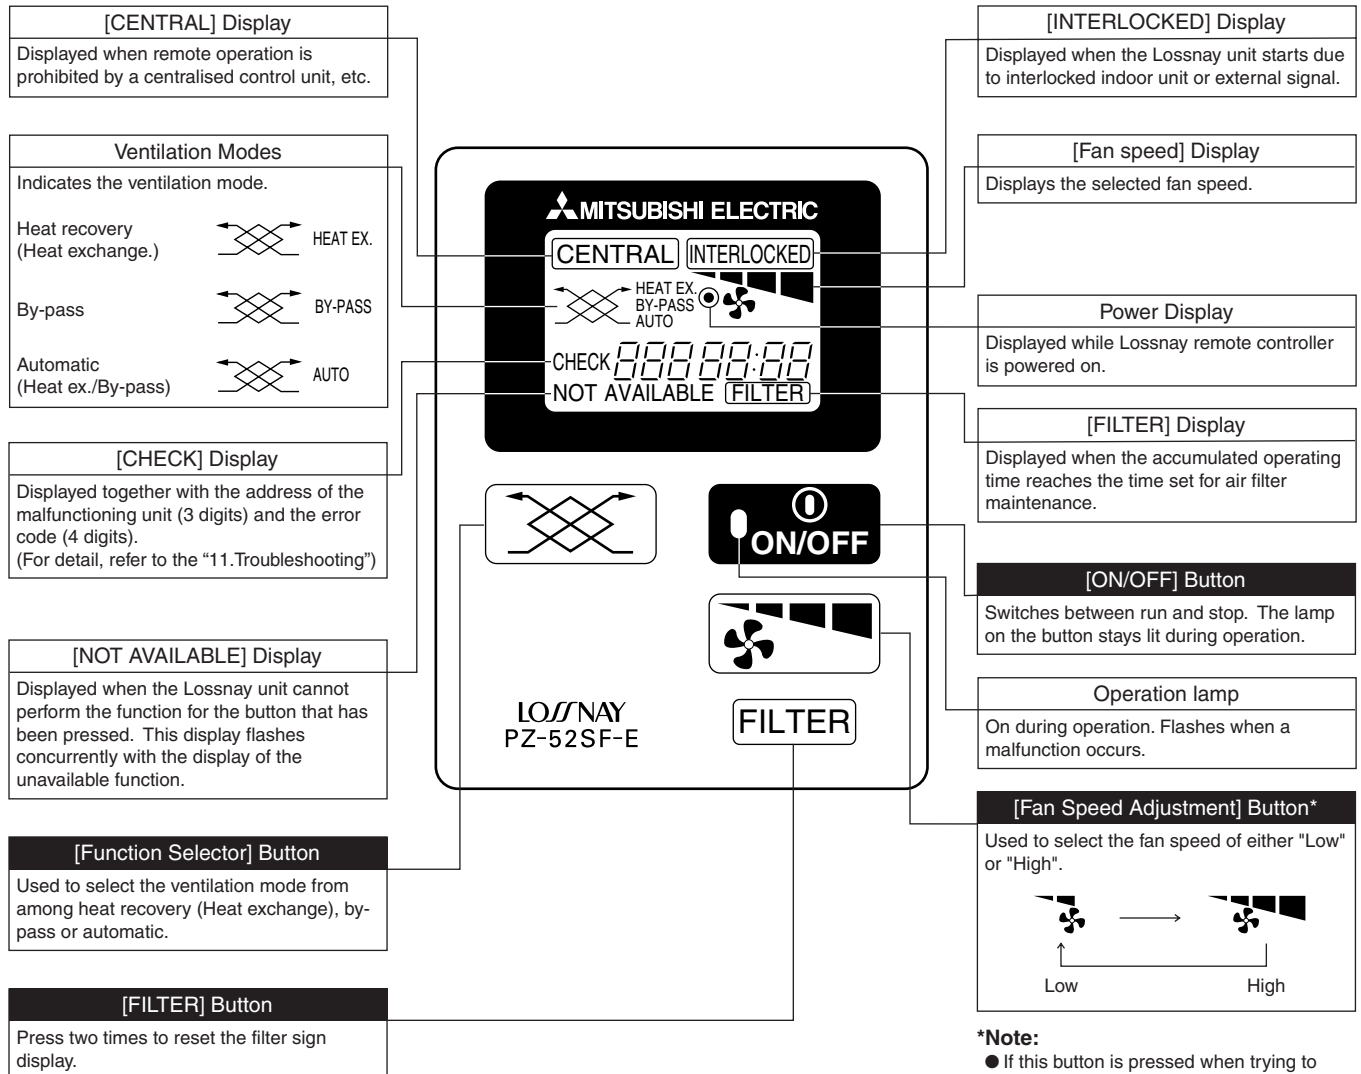 [CENTRAL] Display
Displayed when remote operation is
prohibited by a centralised control unit, etc.
Ventilation Modes
Indicates the ventilation mode.
Heat recovery
(Heat exchange.)
HEAT EX.
By-pass
BY-PASS
Automatic
(Heat ex./By-pass)
AUTO
[CHECK] Display
Displayed together with the address of the
malfunctioning unit (3 digits) and the error
code (4 digits).
(For detail, refer to the “11.Troubleshooting”)
[NOT AVAILABLE] Display
Displayed when the Lossnay unit cannot
perform the function for the button that has
been pressed.  This display flashes
concurrently with the display of the
unavailable function.
[Function Selector] Button
Used to select the ventilation mode from
among heat recovery (Heat exchange), by-
pass or automatic.
[FILTER] Button
Press two times to reset the filter sign
display.
MITSUBISHI ELECTRIC
CENTRAL INTERLOCKED
HEAT EX.
BY-PASS
AUTO
CHECK 888 88:88
NOT AVAILABLE FILTER
ON/OFF
LOSSNAY
PZ-52SF-E
FILTER
[INTERLOCKED] Display
Displayed when the Lossnay unit starts due
to interlocked indoor unit or external signal.
[Fan speed] Display
Displays the selected fan speed.
Power Display
Displayed while Lossnay remote controller
is powered on.
[FILTER] Display
Displayed when the accumulated operating
time reaches the time set for air filter
maintenance.
[ON/OFF] Button
Switches between run and stop.  The lamp
on the button stays lit during operation.
Operation lamp
On during operation. Flashes when a
malfunction occurs.
[Fan Speed Adjustment] Button*
Used to select the fan speed of either "Low"
or "High".
Low High
*Note:
● If this button is pressed when trying to